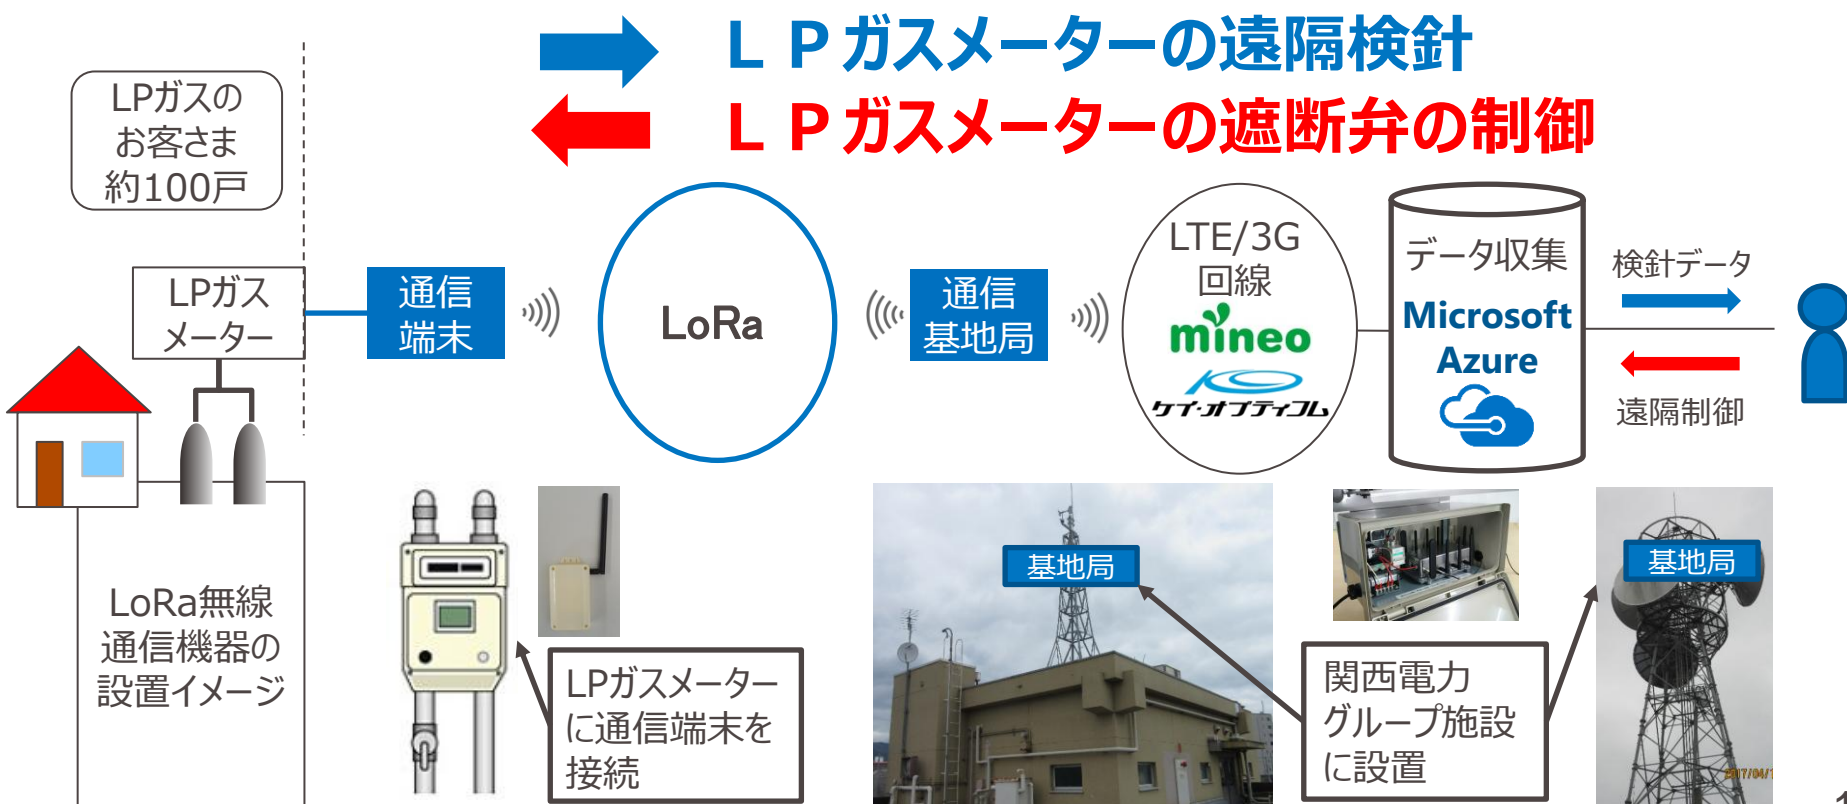 ＬＰガスメーターの遠隔検針
ＬＰガスメーターの遮断弁の制御
LPガスの
お客さま
約100戸
LPガス
メーター
通信
端末
LoRa
通信
基地局
LTE/3G
回線
mineo
ケイ・オプティコム
データ収集
Microsoft
Azure
検針データ
遠隔制御
LoRa無線
通信機器の
設置イメージ
LPガスメーター
に通信端末を
接続
基地局
関西電力
グループ施設
に設置
基地局